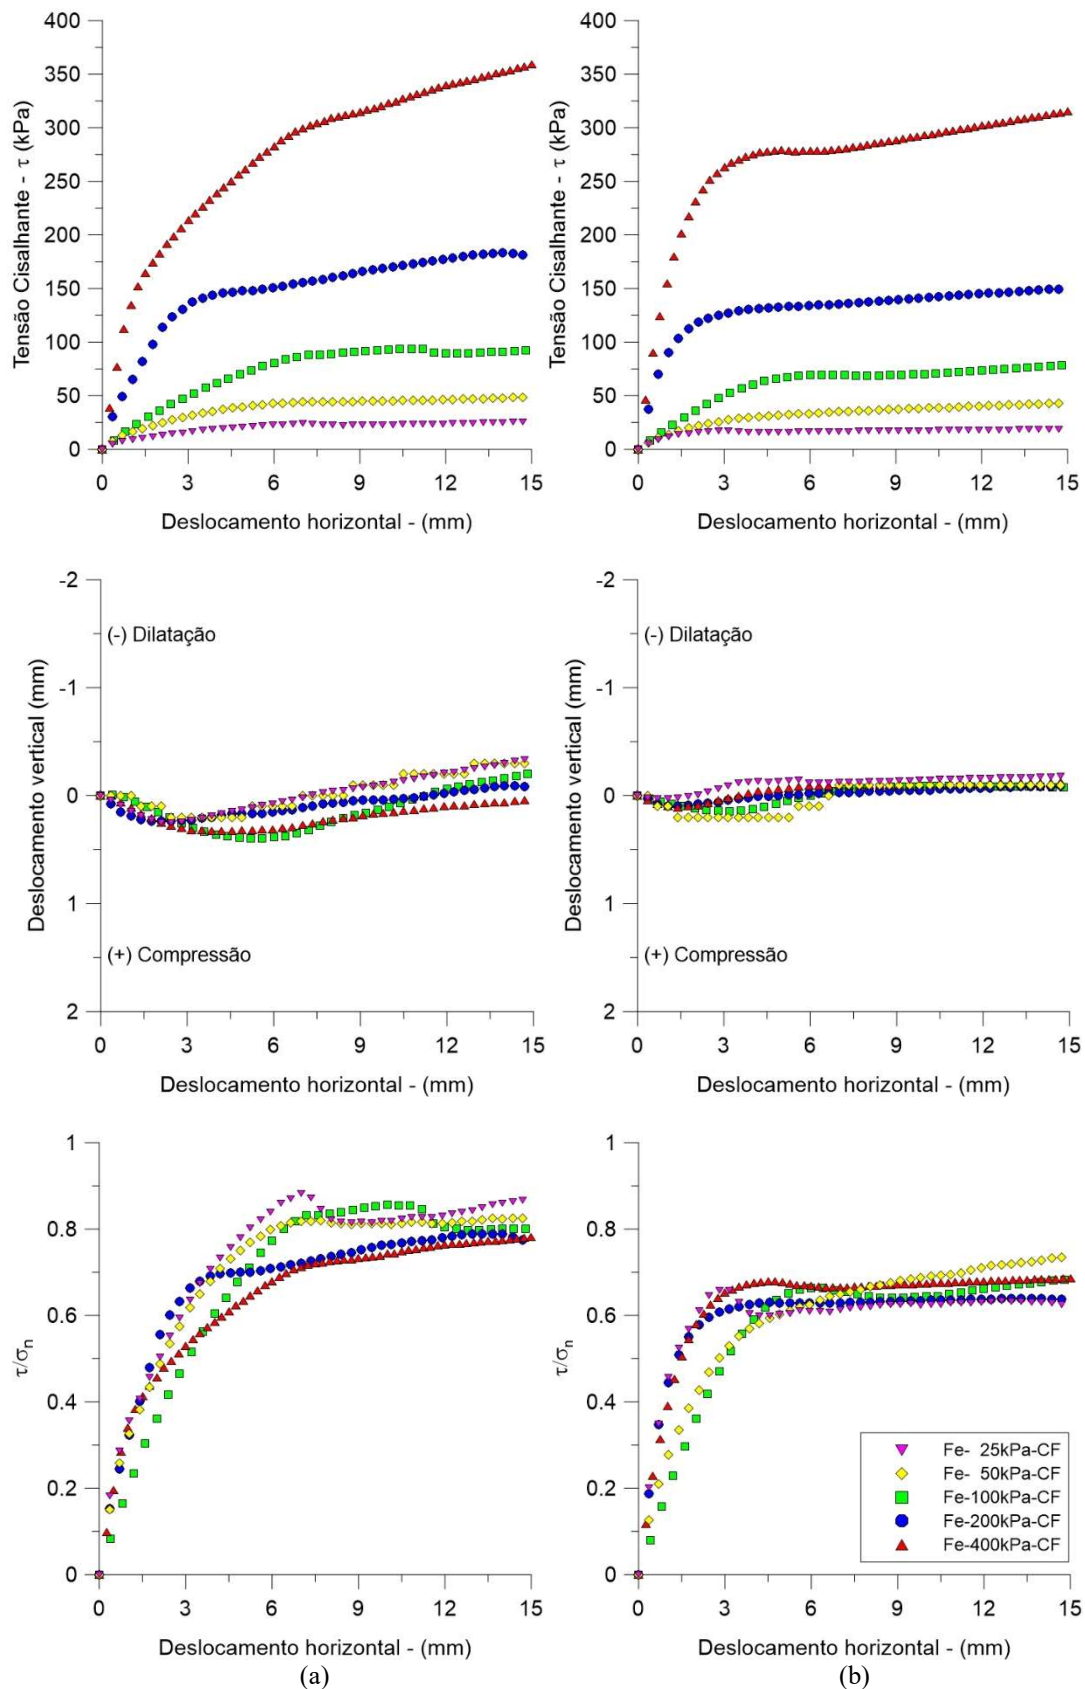 400
350
300
250
200
150
100
50
0
Tensão Cisalhante - τ (kPa)
0 3 6 9 12 15
Deslocamento horizontal - (mm)
400
350
300
250
200
150
100
50
0
Tensão Cisalhante - τ (kPa)
0 3 6 9 12 15
Deslocamento horizontal - (mm)
-2
-1
0
1
2
Deslocamento vertical (mm)
(-) Dilatação
(+) Compressão
0 3 6 9 12 15
Deslocamento horizontal - (mm)
-2
-1
0
1
2
Deslocamento vertical (mm)
(-) Dilatação
(+) Compressão
0 3 6 9 12 15
Deslocamento horizontal - (mm)
1
0.8
0.6
0.4
0.2
0
τ/σn
0 3 6 9 12 15
Deslocamento horizontal - (mm)
(a)
1
0.8
0.6
0.4
0.2
0
τ/σn
Fe- 25kPa-CF
Fe- 50kPa-CF
Fe-100kPa-CF
Fe-200kPa-CF
Fe-400kPa-CF
0 3 6 9 12 15
Deslocamento horizontal - (mm)
(b)